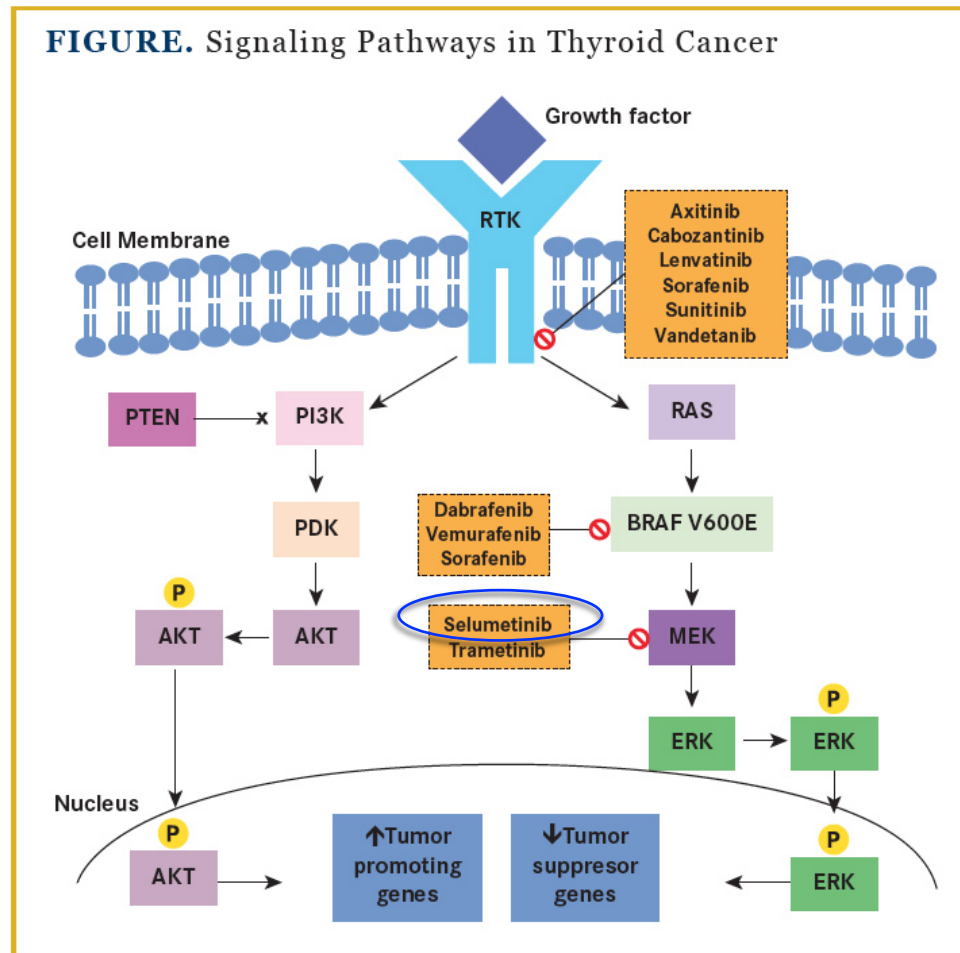 FIGURE. Signaling Pathways in Thyroid Cancer
Growth factor
RTK
Cell Membrane
Axitinib
Cabozantinib
Lenvatinib
Sorafenib
Sunitinib
Vandetanib
PTEN
x
PI3K
RAS
PDK
Dabrafenib
Vemurafenib
Sorafenib
BRAF V600E
P
AKT
AKT
Selumetinib
Trametinib
MEK
ERK
P
ERK
Nucleus
P
AKT
↑Tumor
promoting
genes
↓Tumor
suppresor
genes
P
ERK